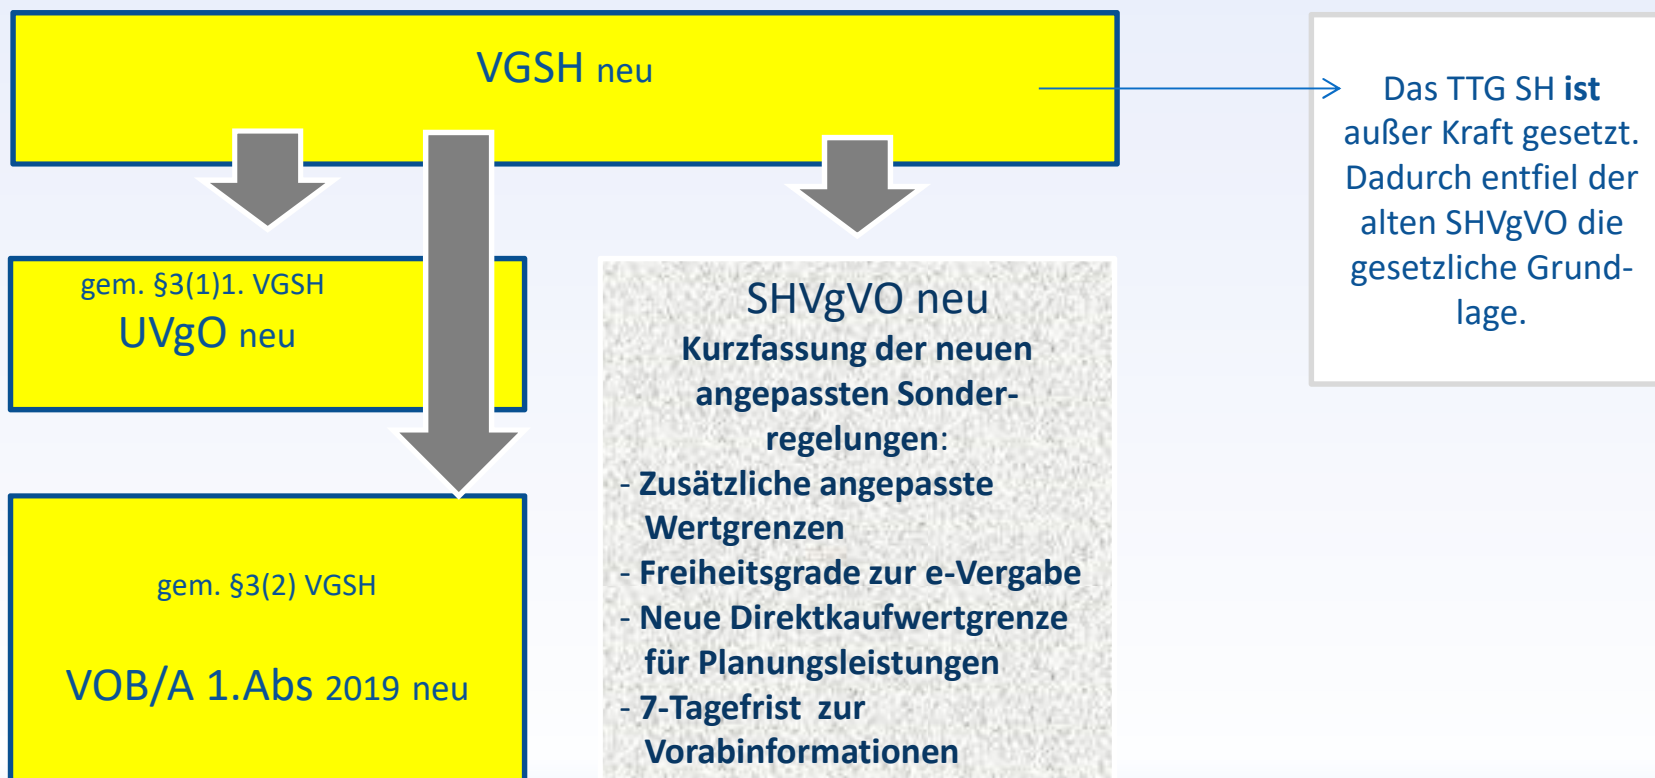 VGSH neu
Das TTG SH ist
außer Kraft gesetzt.
Dadurch entfiel der
alten SHVgVO die
gesetzliche Grund-
lage.
gem. §3(1)1. VGSH
UVgO neu
gem. §3(2) VGSH
VOB/A 1.Abs 2019 neu
SHVgVO neu
Kurzfassung der neuen
angepassten Sonder-
regelungen:
- Zusätzliche angepasste
Wertgrenzen
- Freiheitsgrade zur e-Vergabe
- Neue Direktkaufwertgrenze
für Planungsleistungen
- 7-Tagefrist zur
Vorabinformationen